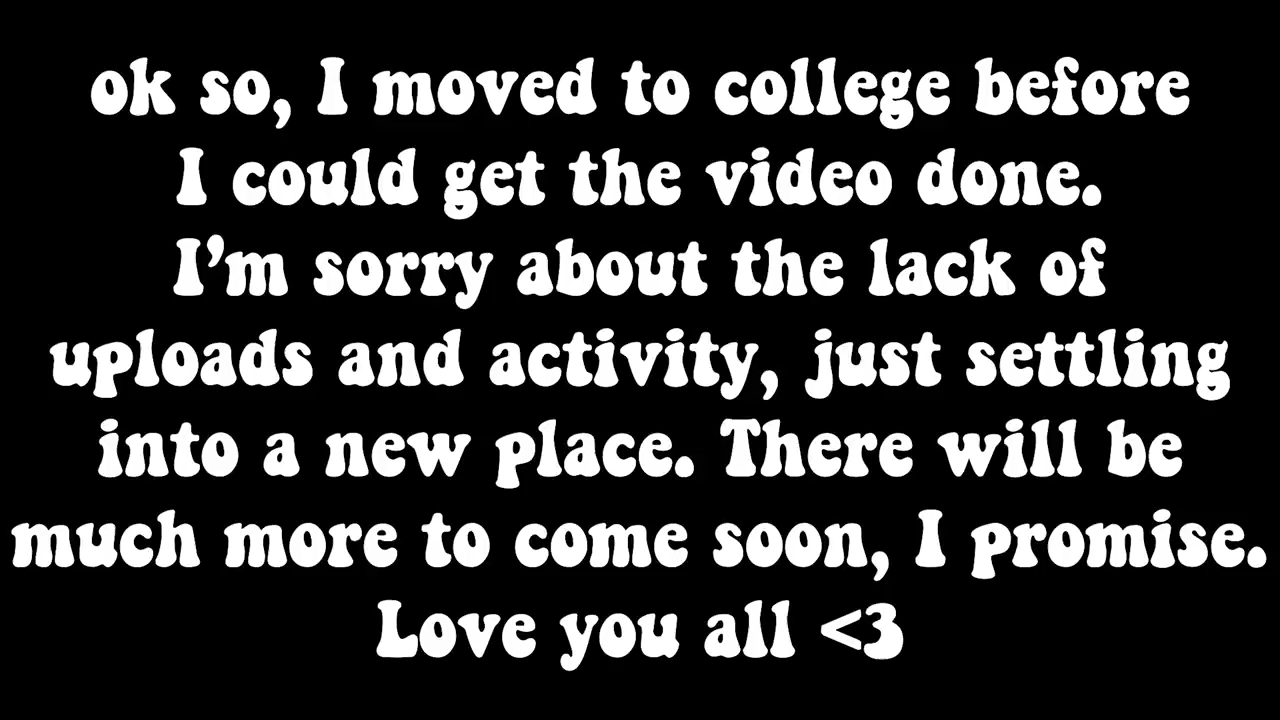 ok so, I moved to college before
I could get the video done.
I’m sorry about the lack of
uploads and activity, just settling
into a new place. There will be
much more to come soon, I promise.
Love you all <3